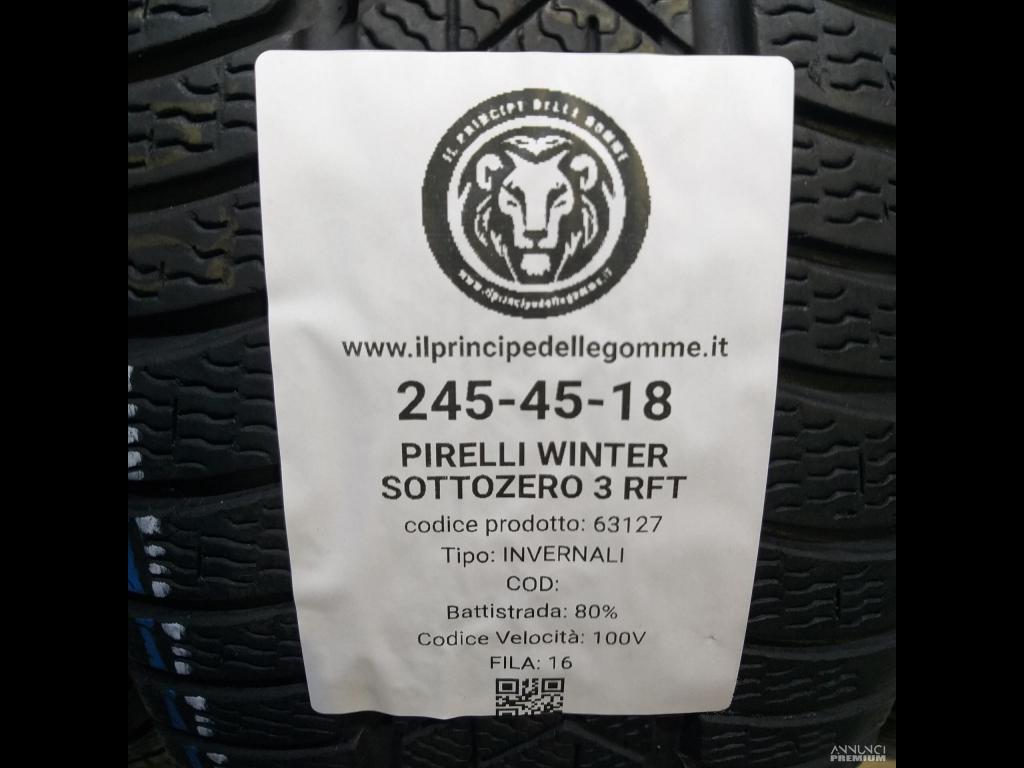 IL PRINCIPE DELLE GOMME
www.ilprincipedellegomme.it
www.ilprincipedellegomme.it
245-45-18
PIRELLI WINTER
SOTTOZERO 3 RFT
codice prodotto: 63127
Tipo: INVERNALI
COD:
Battistrada: 80%
Codice Velocità: 100V
FILA: 16
ANNUNCI
PREMIUM